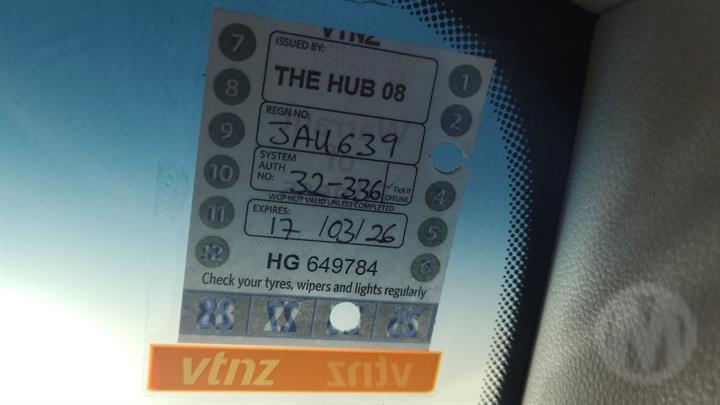 VTNZ
ISSUED BY:
THE HUB 08
REGN NO:
JAU639
SYSTEM
AUTH
NO: 32-336 ✓Tick if
OFFLINE
WOF NOT VALID UNLESS COMPLETED
EXPIRES:
17 /03/26
HG 649784
Check your tyres, wipers and lights regularly
7
8
9
10
11
12
1
2
4
5
6
vtnz vtnz
M